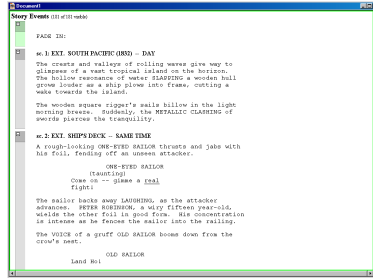 Document1
Story Events (181 of 181 visible)
FADE IN:
sc. 1: EXT. SOUTH PACIFIC (1832) -- DAY
The crests and valleys of rolling waves give way to
glimpses of a vast tropical island on the horizon.
The hollow resonance of water SLAPPING a wooden hull
grows louder as a ship plows into frame, cutting a
wake towards the island.
The wooden square rigger's sails billow in the light
morning breeze. Suddenly, the METALLIC CLASHING of
swords pierces the tranquility.
sc. 2: EXT. SHIP'S DECK -- SAME TIME
A rough-looking ONE-EYED SAILOR thrusts and jabs with
his foil, fending off an unseen attacker.
ONE-EYED SAILOR
(taunting)
Come on -- gimme a real
fight!
The sailor backs away LAUGHING, as the attacker
advances. PETER ROBINSON, a wiry fifteen year-old,
wields the other foil in good form. His concentration
is intense as he fences the sailor into the railing.
The VOICE of a gruff OLD SAILOR booms down from the
crow's nest.
OLD SAILOR
Land Ho!